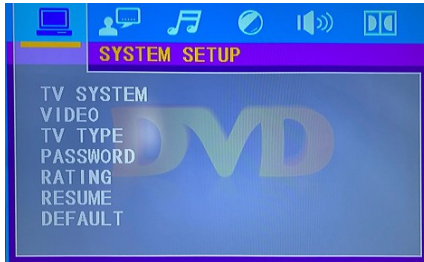 SYSTEM SETUP
TV SYSTEM
VIDEO
TV TYPE
PASSWORD
RATING
RESUME
DEFAULT
DVD